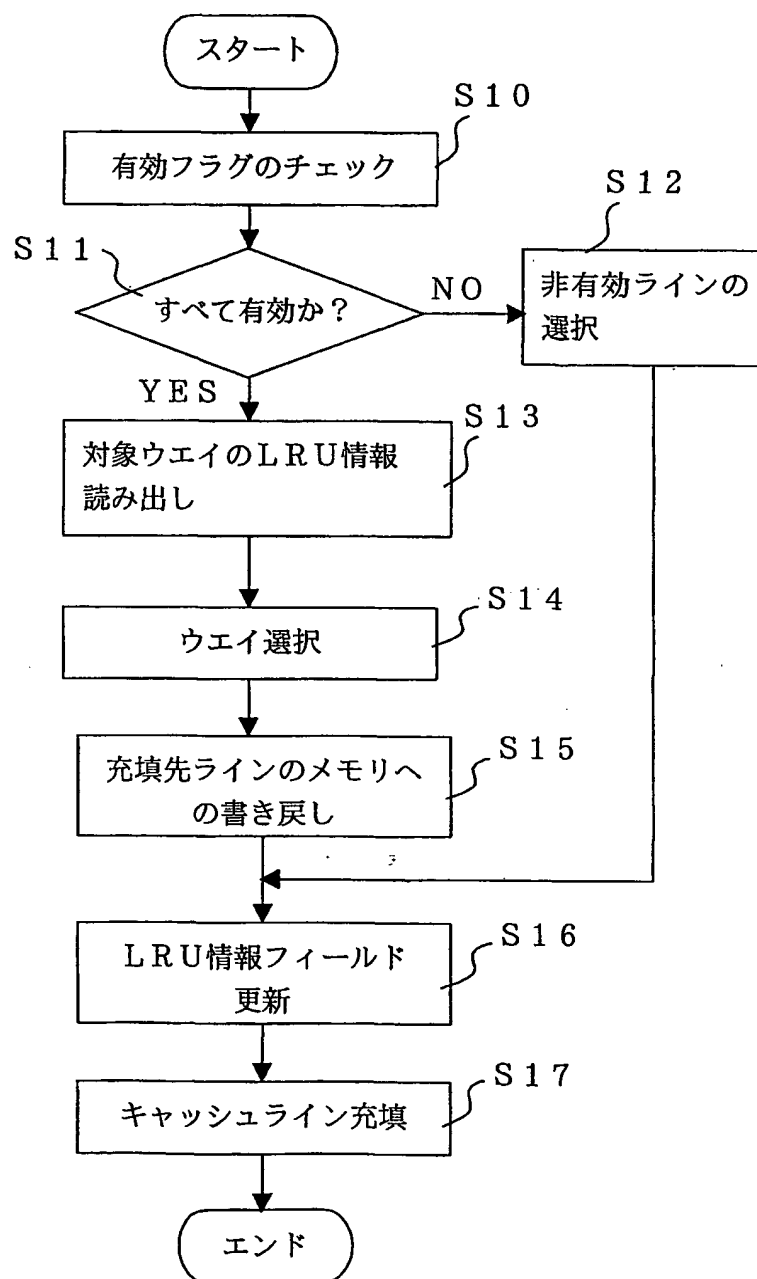 スタート
S10
有効フラグのチェック
S12
S11
すべて有効か？
NO
非有効ラインの
選択
YES
S13
対象ウエイのLRU情報
読み出し
S14
ウエイ選択
S15
充填先ラインのメモリへ
の書き戻し
S16
LRU情報フィールド
更新
S17
キャッシュライン充填
エンド